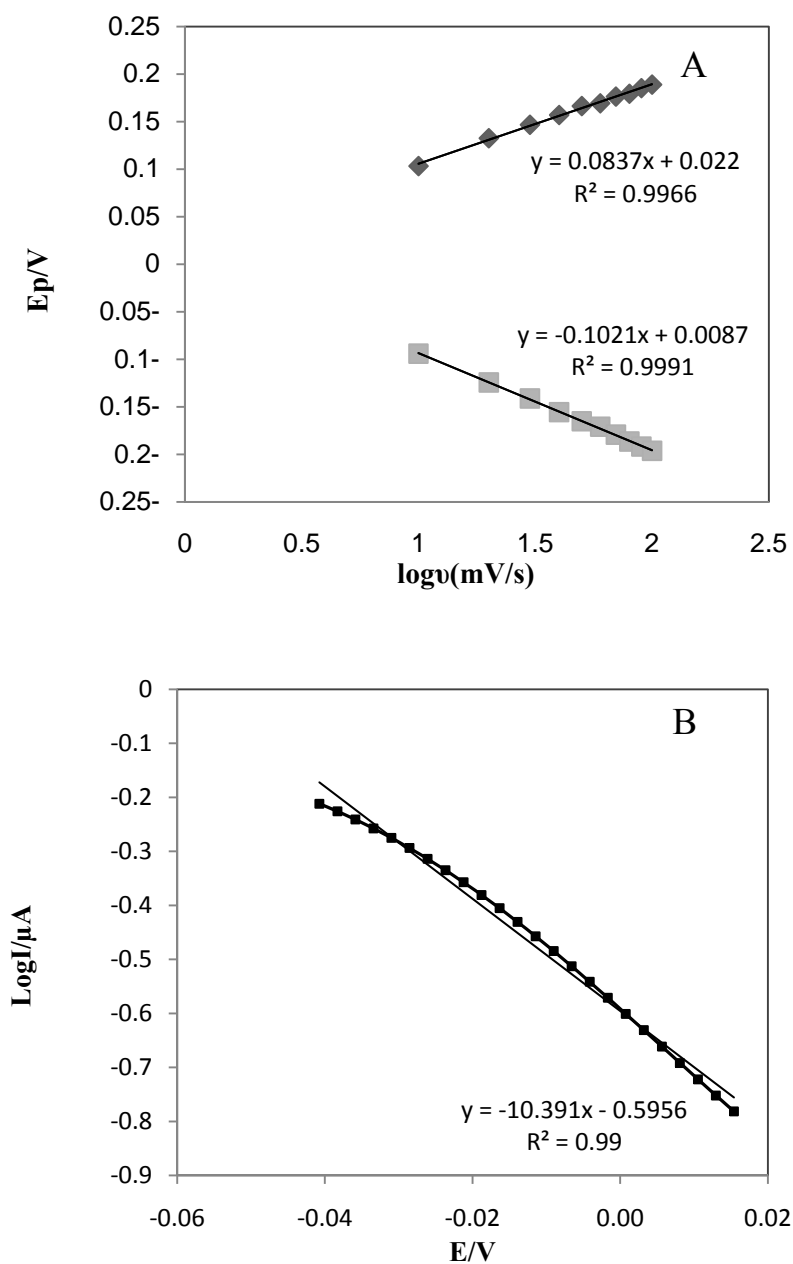 A
0.2
0.15
0.1
0.05
0
0.05-
0.1-
0.15-
0.2-
0.25-
0.25
y = 0.0837x + 0.022
R² = 0.9966
y = -0.1021x + 0.0087
R² = 0.9991
Ep/V
0 0.5 1 1.5 2 2.5
logυ(mV/s)
B
0
-0.1
-0.2
-0.3
-0.4
-0.5
-0.6
-0.7
-0.8
-0.9
LogI/µA
y = -10.391x - 0.5956
R² = 0.99
-0.06 -0.04 -0.02 0.00 0.02
E/V